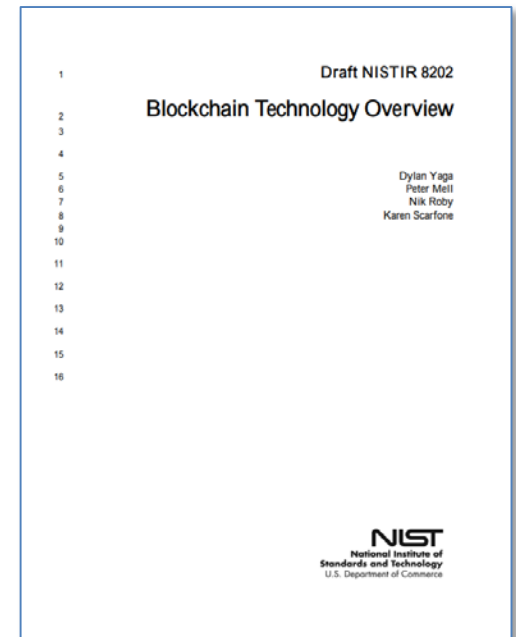 1 Draft NISTIR 8202
2 Blockchain Technology Overview
3
4
5 Dylan Yaga
6 Peter Mell
7 Nik Roby
8 Karen Scarfone
9
10
11
12
13
14
15
16
NIST
National Institute of
Standards and Technology
U.S. Department of Commerce